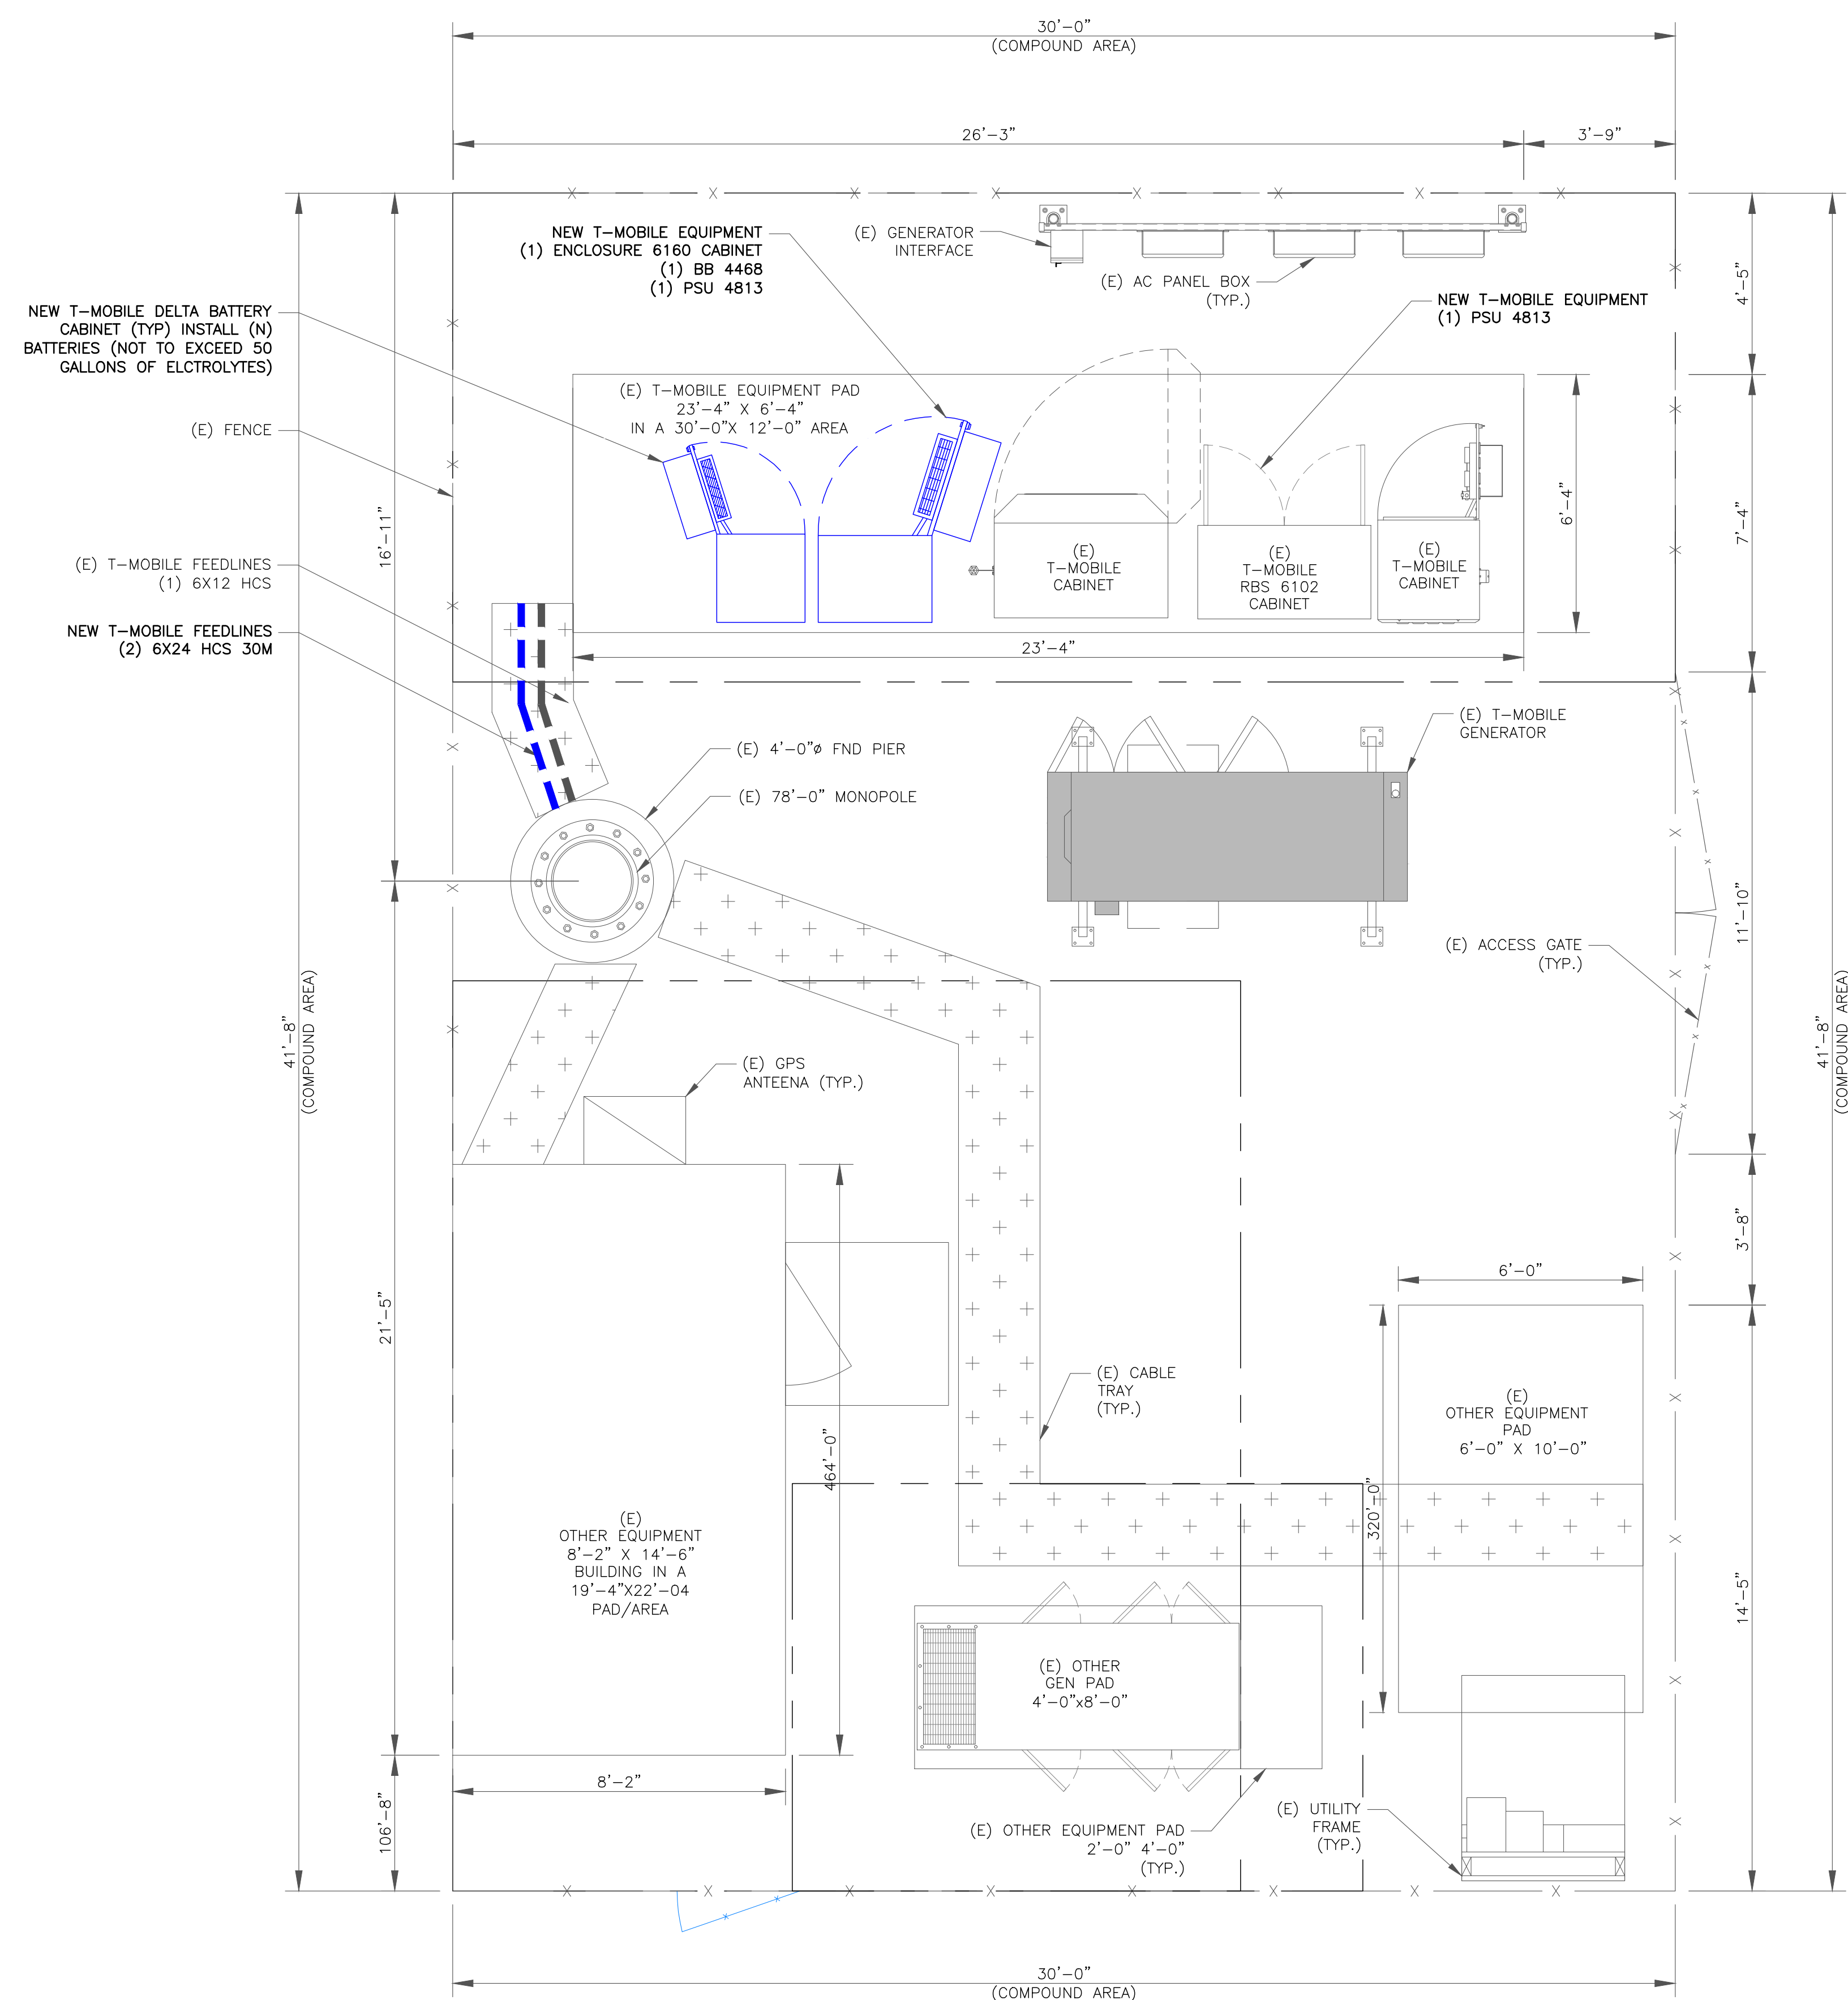 30'-0"
(COMPOUND AREA)
26'-3"
3'-9"
NEW T-MOBILE EQUIPMENT
(1) ENCLOSURE 6160 CABINET
(1) BB 4468
(1) PSU 4813
(E) GENERATOR
INTERFACE
(E) AC PANEL BOX
(TYP.)
NEW T-MOBILE EQUIPMENT
(1) PSU 4813
4'-5"
NEW T-MOBILE DELTA BATTERY
CABINET (TYP) INSTALL (N)
BATTERIES (NOT TO EXCEED 50
GALLONS OF ELCTROLYTES)
(E) FENCE
(E) T-MOBILE EQUIPMENT PAD
23'-4" X 6'-4"
IN A 30'-0"X 12'-0" AREA
16'-11"
6'-4"
7'-4"
(E)
T-MOBILE
CABINET
(E)
T-MOBILE
RBS 6102
CABINET
(E)
T-MOBILE
CABINET
(E) T-MOBILE FEEDLINES
(1) 6X12 HCS
NEW T-MOBILE FEEDLINES
(2) 6X24 HCS 30M
23'-4"
(E) T-MOBILE
GENERATOR
(E) 4'-0"ø FND PIER
(E) 78'-0" MONOPOLE
11'-10"
(E) ACCESS GATE
(TYP.)
41'-8"
(COMPOUND AREA)
41'-8"
(COMPOUND AREA)
(E) GPS
ANTEENA (TYP.)
3'-8"
6'-0"
21'-5"
464'-0"
(E) CABLE
TRAY
(TYP.)
(E)
OTHER EQUIPMENT
PAD
6'-0" X 10'-0"
320'-0"
14'-5"
(E)
OTHER EQUIPMENT
8'-2" X 14'-6"
BUILDING IN A
19'-4"X22'-04
PAD/AREA
(E) OTHER
GEN PAD
4'-0"x8'-0"
8'-2"
106'-8"
(E) OTHER EQUIPMENT PAD
2'-0" 4'-0"
(TYP.)
(E) UTILITY
FRAME
(TYP.)
30'-0"
(COMPOUND AREA)